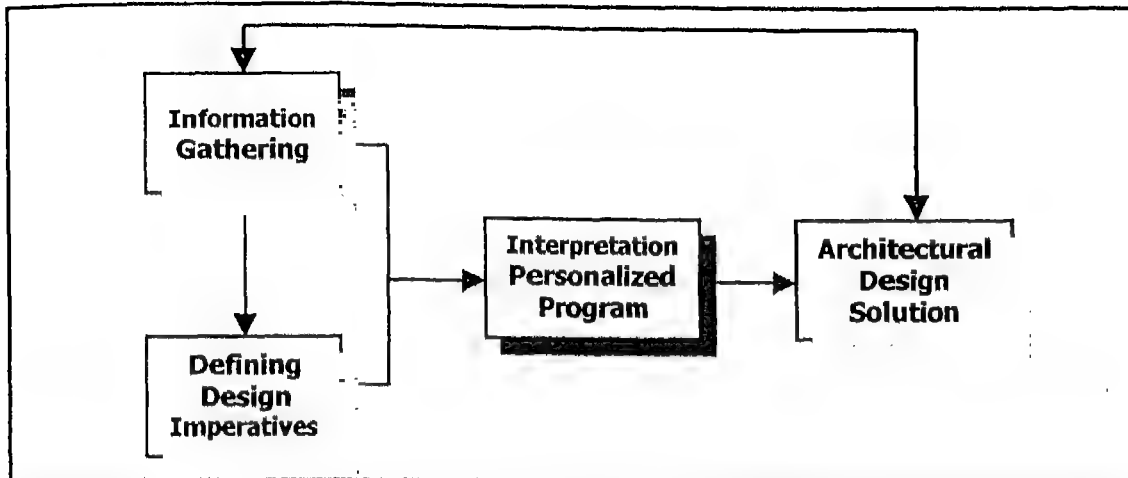 Information
Gathering
Defining
Design
Imperatives
Interpretation
Personalized
Program
Architectural
Design
Solution